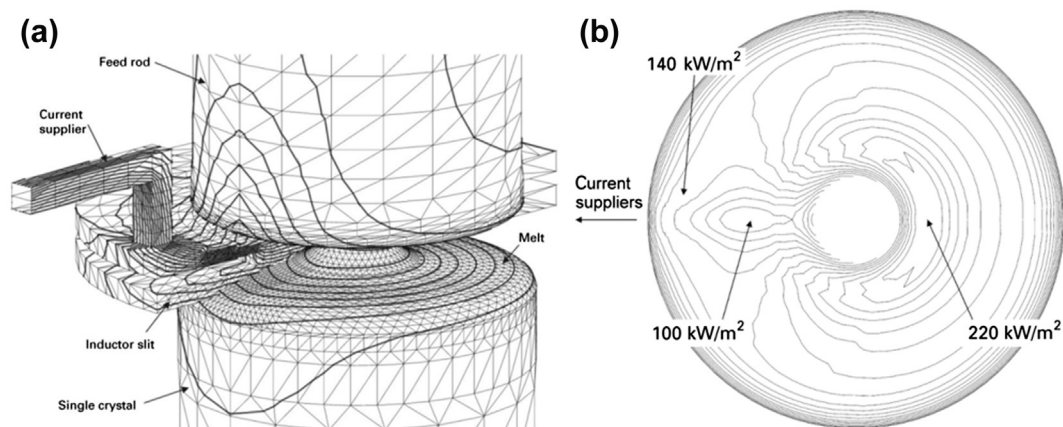 (a)
Feed rod
Current
supplier
Melt
Inductor slit
Single crystal
(b)
140 kW/m²
Current
suppliers
100 kW/m²
220 kW/m²